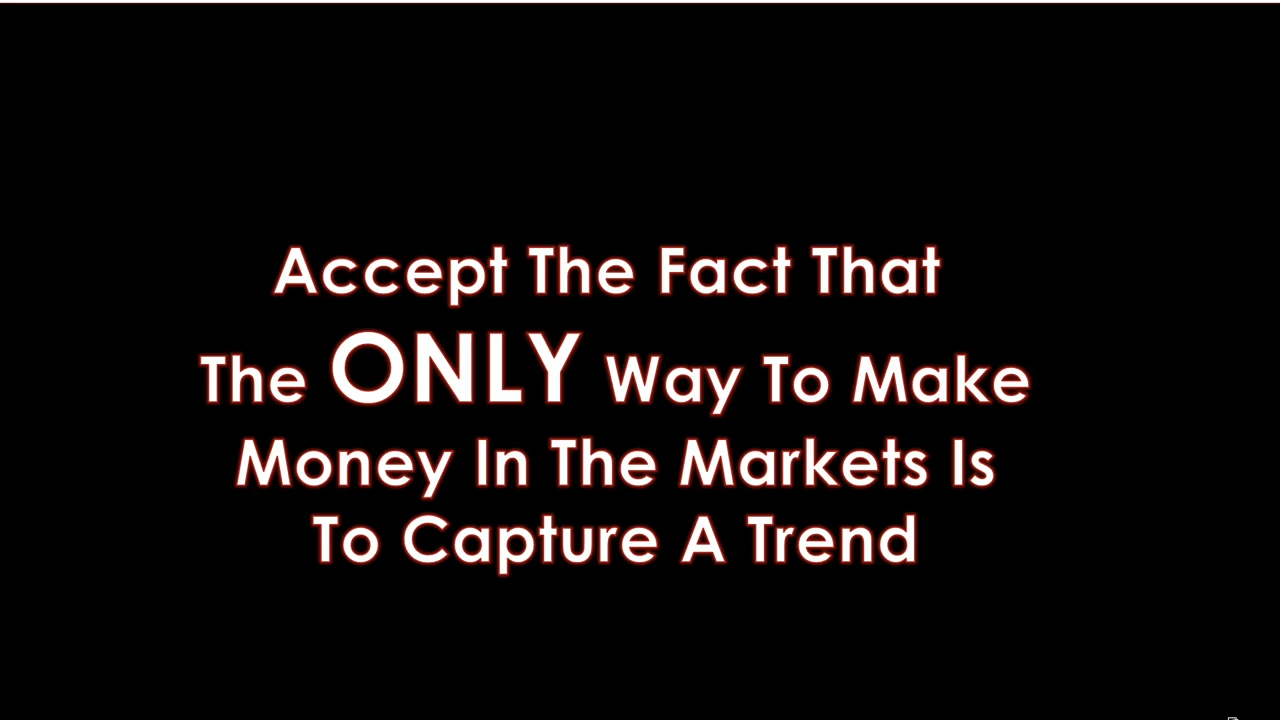 Accept The Fact That
The ONLY Way To Make
Money In The Markets Is
To Capture A Trend